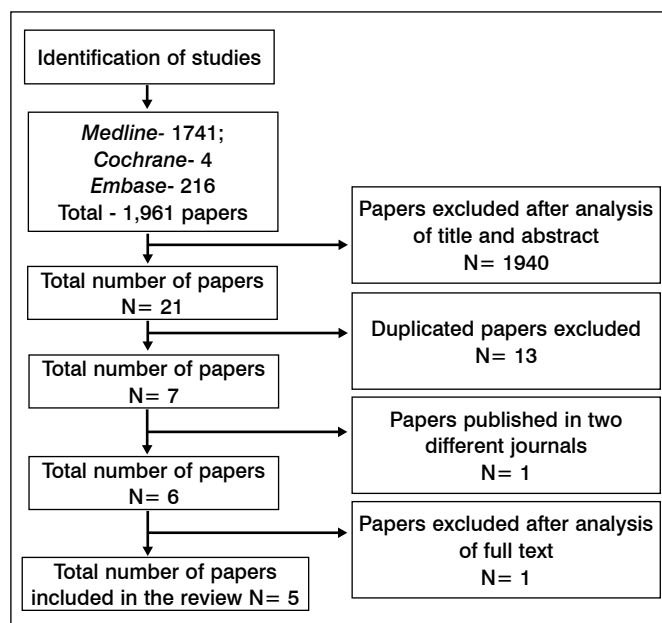 Identification of studies
Medline- 1741;
Cochrane- 4
Embase- 216
Total - 1,961 papers
Papers excluded after analysis
of title and abstract
N= 1940
Total number of papers
N= 21
Duplicated papers excluded
N= 13
Total number of papers
N= 7
Papers published in two
different journals
N= 1
Total number of papers
N= 6
Papers excluded after analysis
of full text
N= 1
Total number of papers
included in the review N= 5